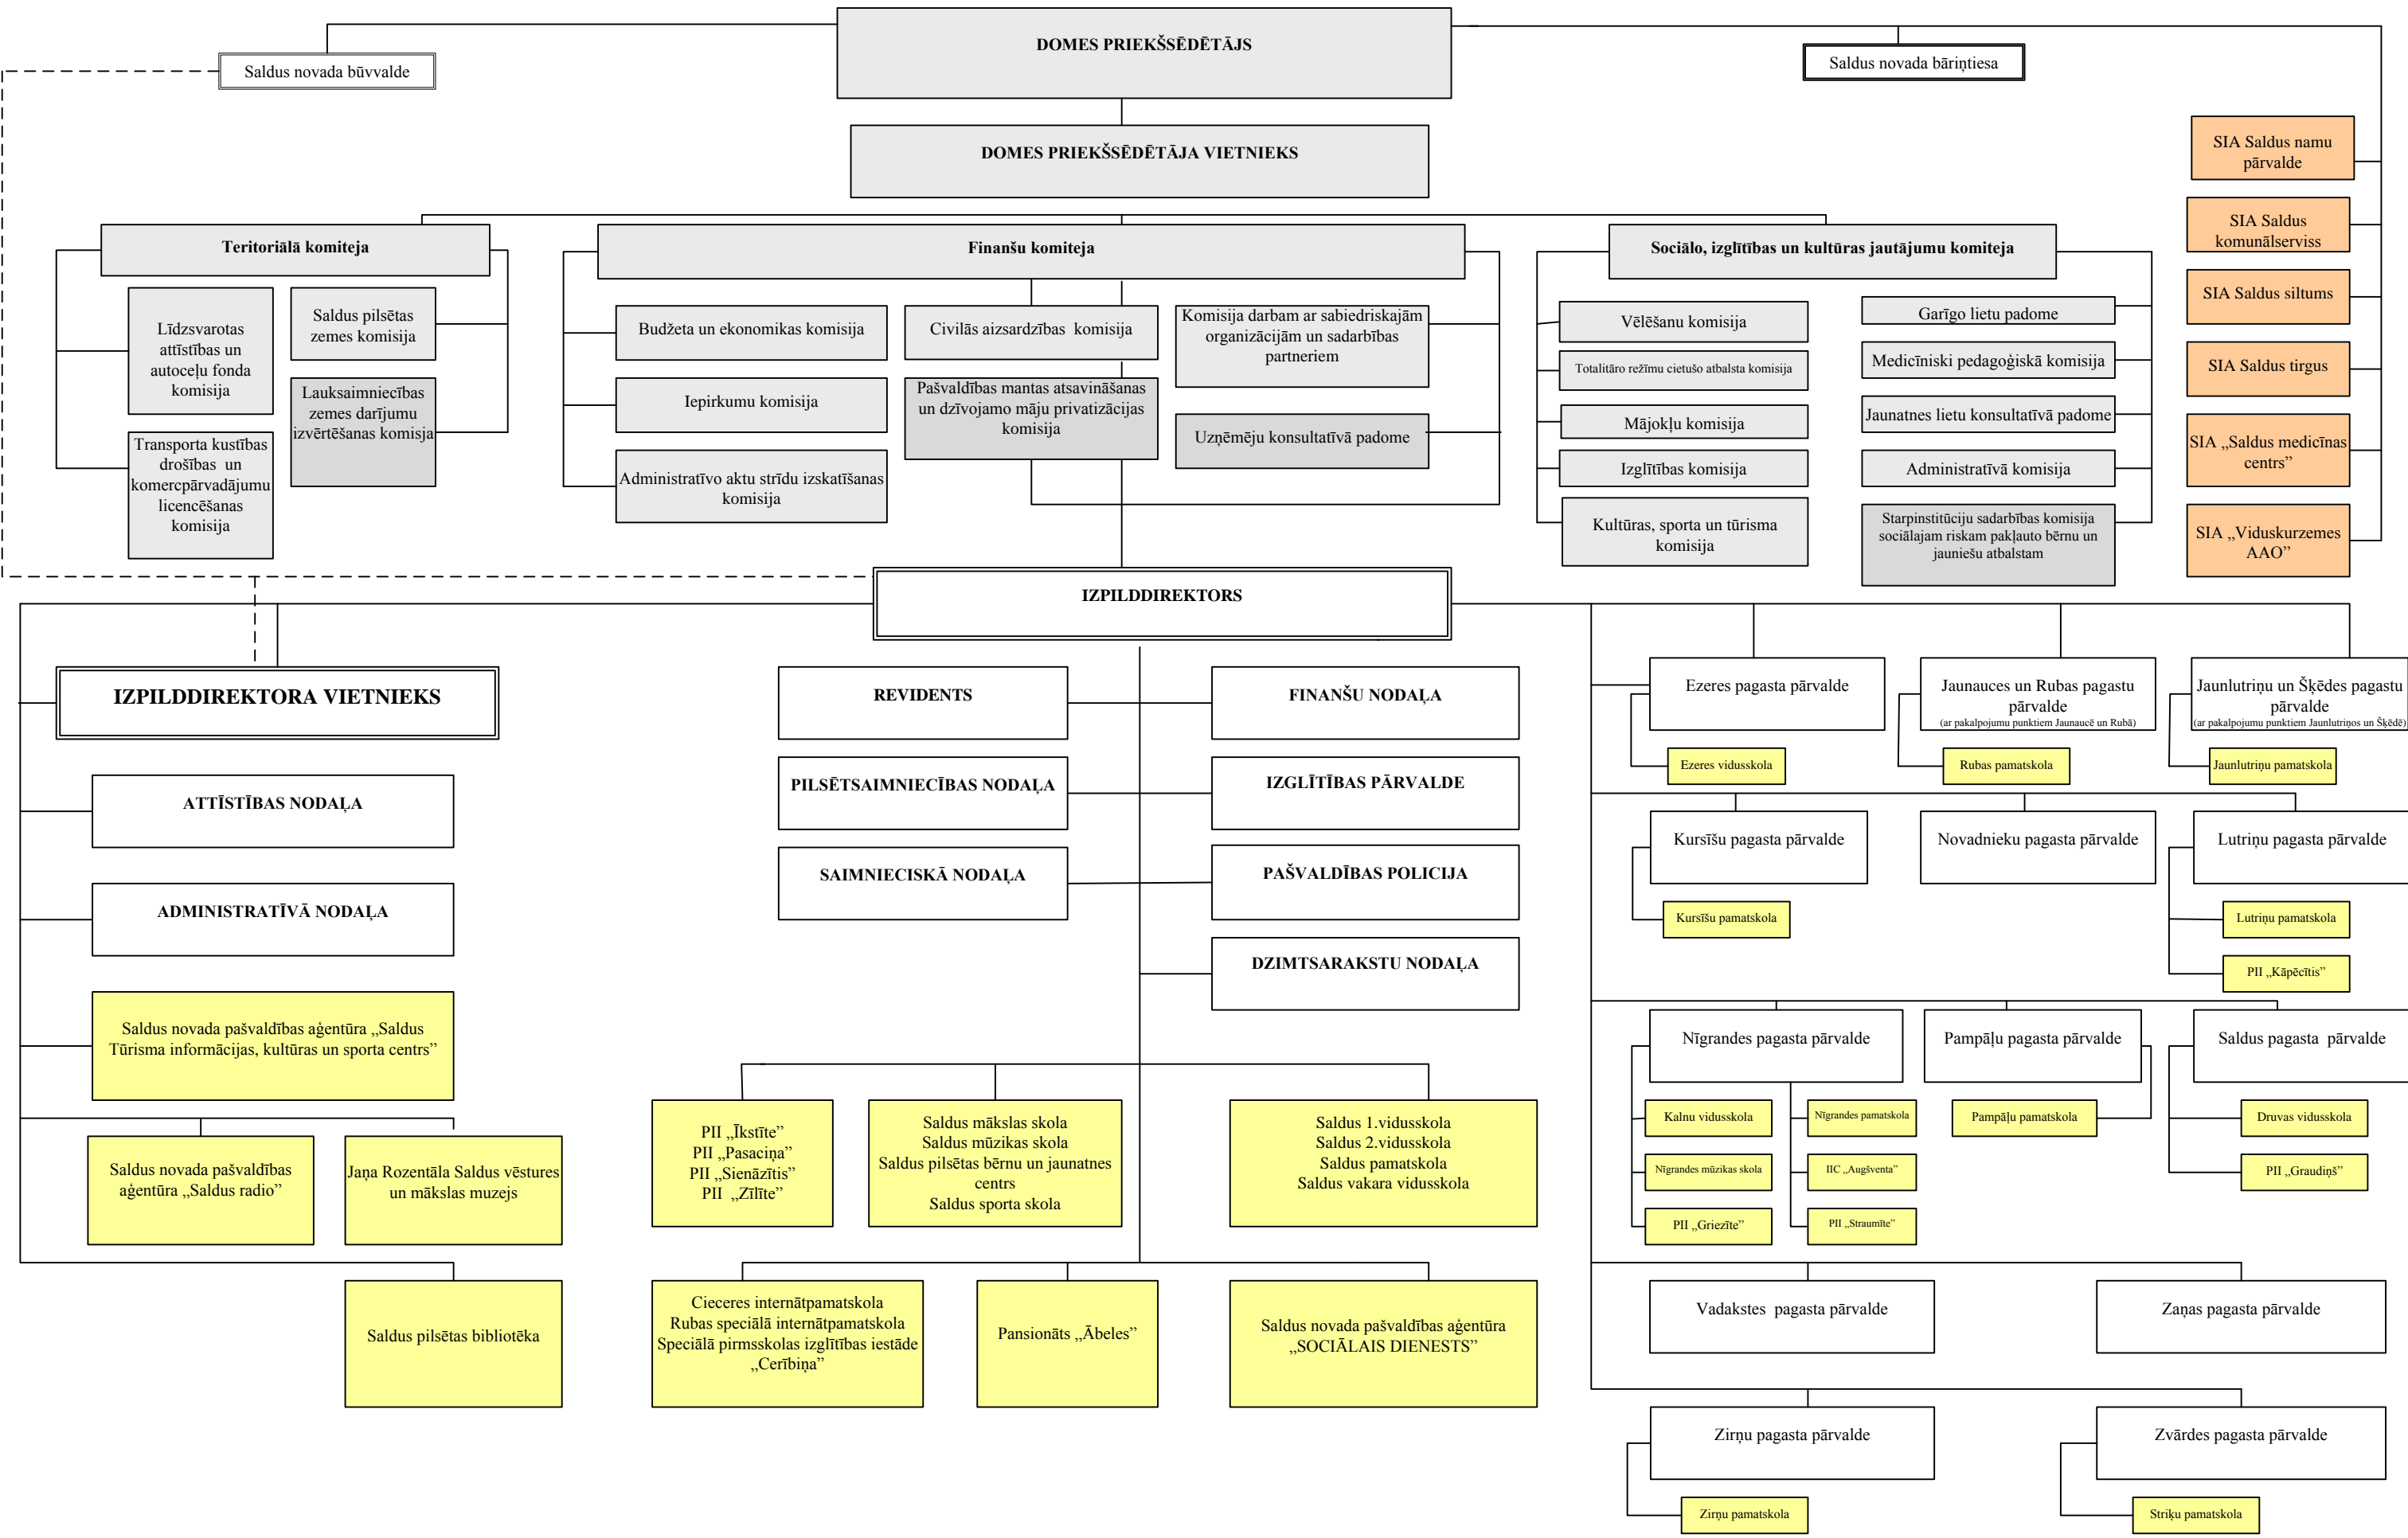 DOMES PRIEKŠSĒDĒTĀJS
Saldus novada būvvalde
Saldus novada bāriņtiesa
DOMES PRIEKŠSĒDĒTĀJA VIETNIEKS
SIA Saldus namu
pārvalde
SIA Saldus
komunālserviss
SIA Saldus siltums
SIA Saldus tirgus
SIA „Saldus medicīnas
centrs”
SIA „Viduskurzemes
AAO”
Teritoriālā komiteja
Līdzsvarotas
attīstības un
autoceļu fonda
komisija
Saldus pilsētas
zemes komisija
Lauksaimniecības
zemes darījumu
izvērtēšanas komisja
Transporta kustības
drošības un
komercpārvadājumu
licencēšanas
komisija
Finanšu komiteja
Budžeta un ekonomikas komisija
Civilās aizsardzības komisija
Komisija darbam ar sabiedriskajām
organizācijām un sadarbības
partneriem
Iepirkumu komisija
Pašvaldības mantas atsavināšanas
un dzīvojamo māju privatizācijas
komisija
Uzņēmēju konsultatīvā padome
Administratīvo aktu strīdu izskatīšanas
komisija
Sociālo, izglītības un kultūras jautājumu komiteja
Vēlēšanu komisija
Garīgo lietu padome
Totalitāro režīmu cietušo atbalsta komisija
Medicīniski pedagoģiskā komisija
Mājokļu komisija
Jaunatnes lietu konsultatīvā padome
Izglītības komisija
Administratīvā komisija
Kultūras, sporta un tūrisma
komisija
Starpinstitūciju sadarbības komisija
sociālajam riskam pakļauto bērnu un
jauniešu atbalstam
IZPILDDIREKTORS
IZPILDDIREKTORA VIETNIEKS
ATTĪSTĪBAS NODAĻA
ADMINISTRATĪVĀ NODAĻA
Saldus novada pašvaldības aģentūra „Saldus
Tūrisma informācijas, kultūras un sporta centrs”
Saldus novada pašvaldības
aģentūra „Saldus radio”
Jaņa Rozentāla Saldus vēstures
un mākslas muzejs
Saldus pilsētas bibliotēka
REVIDENTS
FINANŠU NODAĻA
PILSĒTSAIMNIECĪBAS NODAĻA
IZGLĪTĪBAS PĀRVALDE
SAIMNIECISKĀ NODAĻA
PAŠVALDĪBAS POLICIJA
DZIMTSARAKSTU NODAĻA
PII „Īkstīte”
PII „Pasaciņa”
PII „Sienāzītis”
PII „Zīlīte”
Saldus mākslas skola
Saldus mūzikas skola
Saldus pilsētas bērnu un jaunatnes
centrs
Saldus sporta skola
Saldus 1.vidusskola
Saldus 2.vidusskola
Saldus pamatskola
Saldus vakara vidusskola
Cieceres internātpamatskola
Rubas speciālā internātpamatskola
Speciālā pirmsskolas izglītības iestāde
„Cerībiņa”
Pansionāts „Ābeles”
Saldus novada pašvaldības aģentūra
„SOCIĀLAIS DIENESTS”
Ezeres pagasta pārvalde
Ezeres vidusskola
Jaunauces un Rubas pagastu
pārvalde
(ar pakalpojumu punktiem Jaunaucē un Rubā)
Rubas pamatskola
Jaunlutriņu un Šķēdes pagastu
pārvalde
(ar pakalpojumu punktiem Jaunlutriņos un Šķēdē)
Jaunlutriņu pamatskola
Kursīšu pagasta pārvalde
Kursīšu pamatskola
Novadnieku pagasta pārvalde
Lutriņu pagasta pārvalde
Lutriņu pamatskola
PII „Kāpēcītis”
Nīgrandes pagasta pārvalde
Kalnu vidusskola
Nīgrandes pamatskola
Nīgrandes mūzikas skola
IIC „Augšventa”
PII „Griezīte”
PII „Straumīte”
Pampāļu pagasta pārvalde
Pampāļu pamatskola
Saldus pagasta pārvalde
Druvas vidusskola
PII „Graudiņš”
Vadakstes pagasta pārvalde
Zaņas pagasta pārvalde
Zirņu pagasta pārvalde
Zirņu pamatskola
Zvārdes pagasta pārvalde
Striķu pamatskola